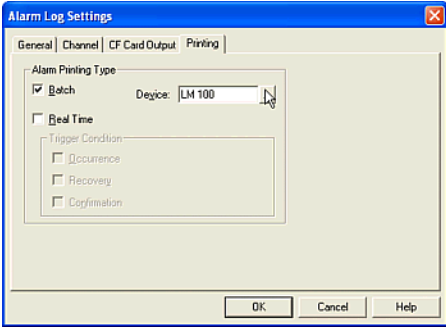 Alarm Log Settings
General Channel CF Card Output Printing
Alarm Printing Type
Batch Device: LM 100
Real Time
Trigger Condition
Occurrence
Recovery
Confirmation
OK Cancel Help